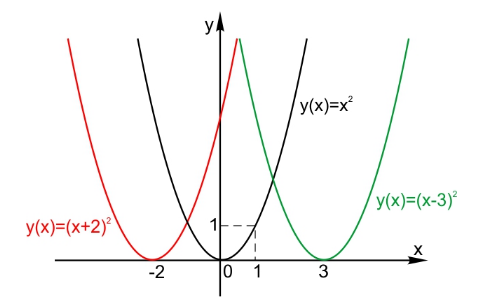 y
y(x)=x²
y(x)=(x-3)²
y(x)=(x+2)²
1
x
-2
0
1
3